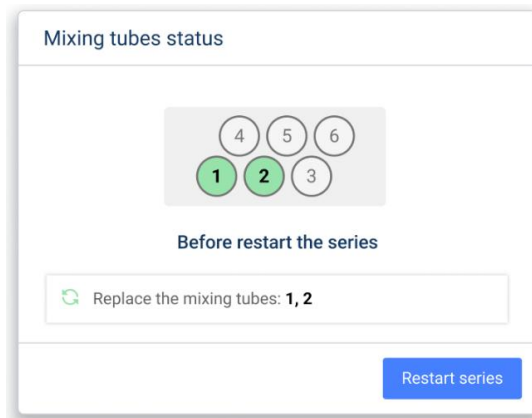 Mixing tubes status
4 5 6
1 2 3
Before restart the series
Replace the mixing tubes: 1, 2
Restart series